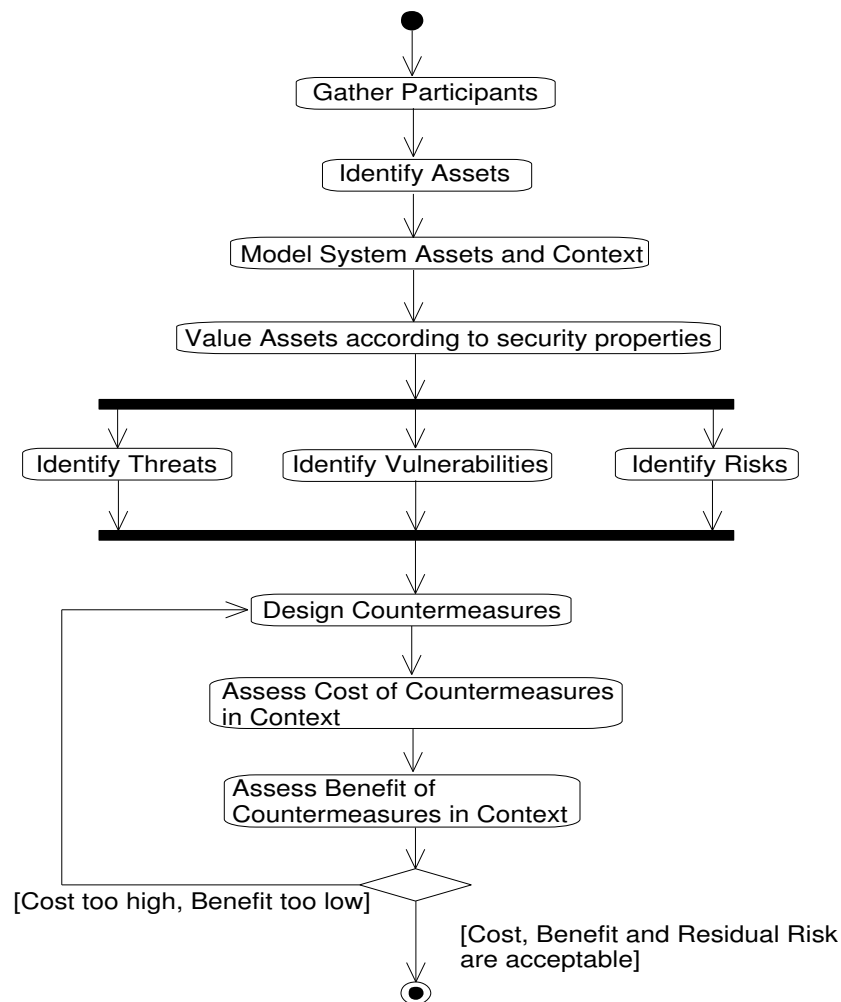 Gather Participants
Identify Assets
Model System Assets and Context
Value Assets according to security properties
Identify Threats
Identify Vulnerabilities
Identify Risks
Design Countermeasures
Assess Cost of Countermeasures
in Context
Assess Benefit of
Countermeasures in Context
[Cost too high, Benefit too low]
[Cost, Benefit and Residual Risk
are acceptable]